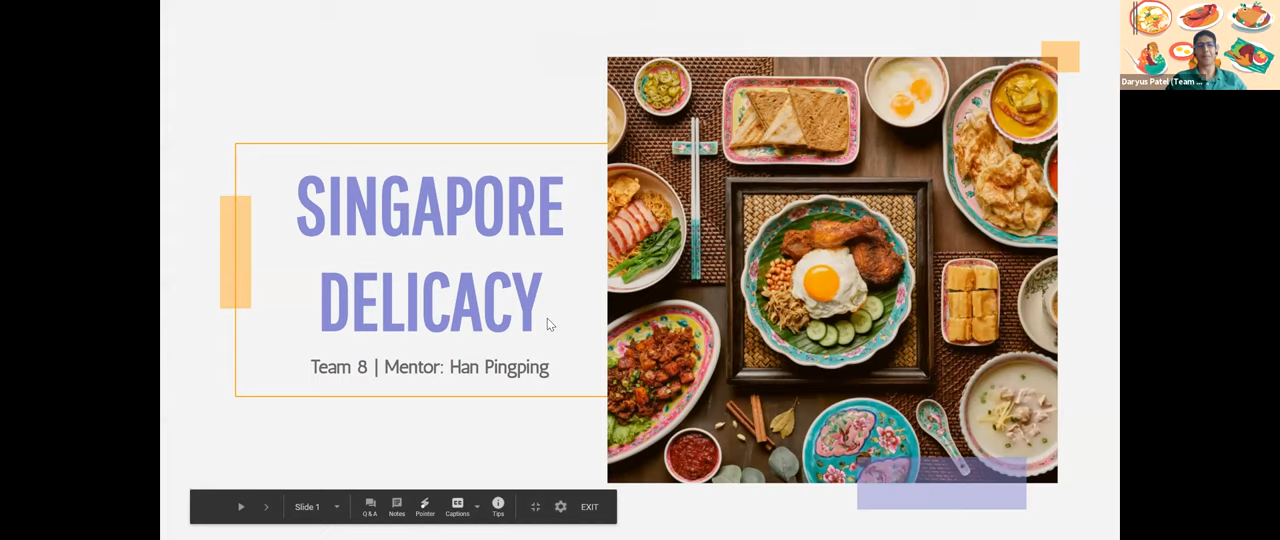 SINGAPORE
DELICACY
Team 8 | Mentor: Han Pingping
Daryus Patel (Team ...
Slide 1
Q & A
Notes
Pointer
Captions
Tips
EXIT